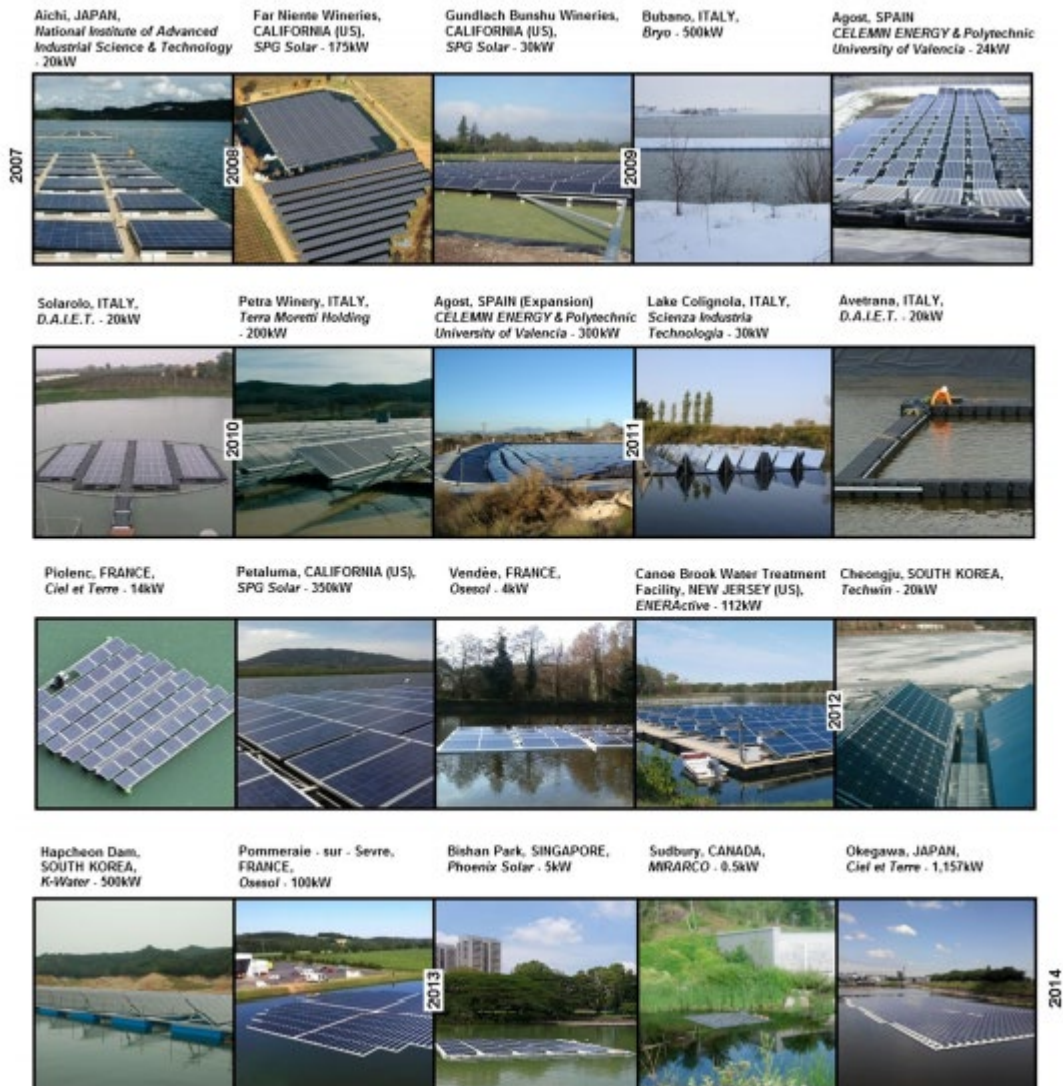 Aichi, JAPAN,
National Institute of Advanced
Industrial Science & Technology
- 20kW
Far Niente Wineries,
CALIFORNIA (US),
SPG Solar - 175kW
Gundlach Bunshu Wineries,
CALIFORNIA (US),
SPG Solar - 30kW
Bubano, ITALY,
Bryo - 500kW
Agost, SPAIN
CELEMIN ENERGY & Polytechnic
University of Valencia - 24kW
2007
2008
2009
Solarolo, ITALY,
D.A.I.E.T. - 20kW
Petra Winery, ITALY,
Terra Moretti Holding
- 200kW
Agost, SPAIN (Expansion)
CELEMIN ENERGY & Polytechnic
University of Valencia - 300kW
Lake Colignola, ITALY,
Scienza Industria
Technologia - 30kW
Avetrana, ITALY,
D.A.I.E.T. - 20kW
2010
2011
Piolenc, FRANCE,
Ciel et Terre - 14kW
Petaluma, CALIFORNIA (US),
SPG Solar - 350kW
Vendèe, FRANCE,
Osesol - 4kW
Canoe Brook Water Treatment
Facility, NEW JERSEY (US),
ENERActive - 112kW
Cheongju, SOUTH KOREA,
Techwin - 20kW
2012
Hapcheon Dam,
SOUTH KOREA,
K-Water - 500kW
Pommeraie - sur - Sevre,
FRANCE,
Osesol - 100kW
Bishan Park, SINGAPORE,
Phoenix Solar - 5kW
Sudbury, CANADA,
MIRARCO - 0.5kW
Okegawa, JAPAN,
Ciel et Terre - 1,157kW
2013
2014